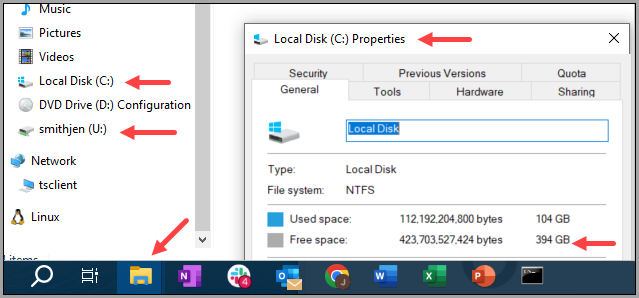 Music
Pictures
Videos
Local Disk (C:)
DVD Drive (D:) Configuration
smithjen (U:)
Network
tsclient
Linux
Local Disk (C:) Properties
Security Previous Versions Quota
General Tools Hardware Sharing
Local Disk
Type: Local Disk
File system: NTFS
Used space: 112,192,204,800 bytes 104 GB
Free space: 423,703,527,424 bytes 394 GB
items
N 4 O J W X P